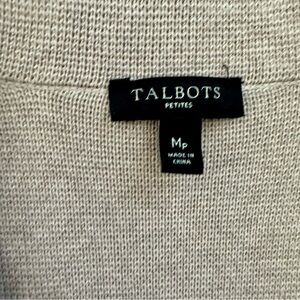 TALBOTS
PETITES
Mp
MADE IN
CHINA